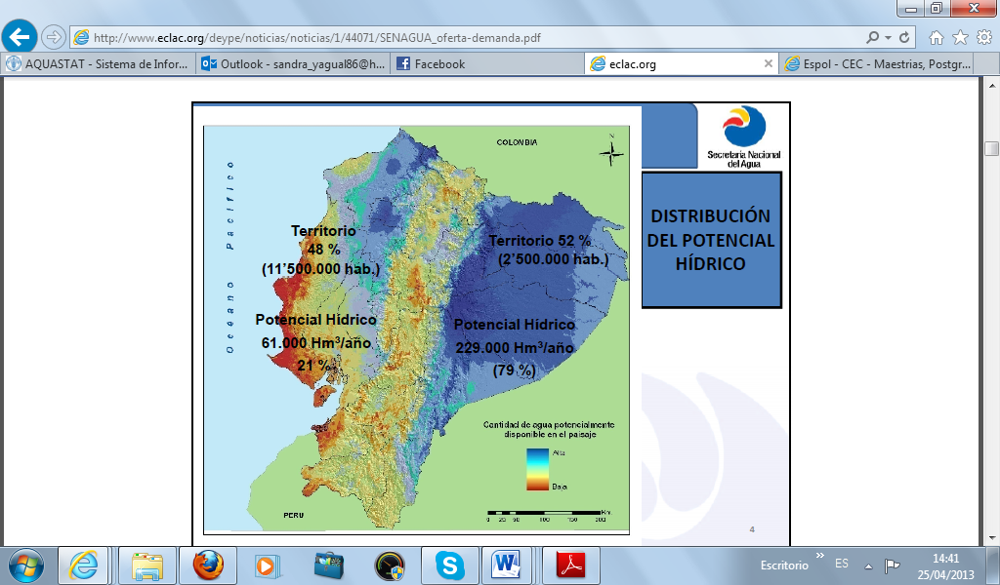 http://www.eclac.org/deype/noticias/noticias/1/44071/SENAGUA_oferta-demanda.pdf
AQUASTAT - Sistema de Infor...
Outlook - sandra_yagual86@h...
Facebook
eclac.org
Espol - CEC - Maestrias, Postgr...
COLOMBIA
N
Secretaría Nacional
del Agua
Oceano Pacifico
DISTRIBUCIÓN
DEL POTENCIAL
HÍDRICO
Territorio
48 %
(11’500.000 hab.)
Territorio 52 %
(2’500.000 hab.)
Potencial Hídrico
61.000 Hm³/año
21 %
Potencial Hídrico
229.000 Hm³/año
(79 %)
Cantidad de agua potencialmente
disponible en el paisaje
Alta
Baja
PERU
Km.
0 25 50 100 150 200
4
Escritorio
»
ES
14:41
25/04/2013